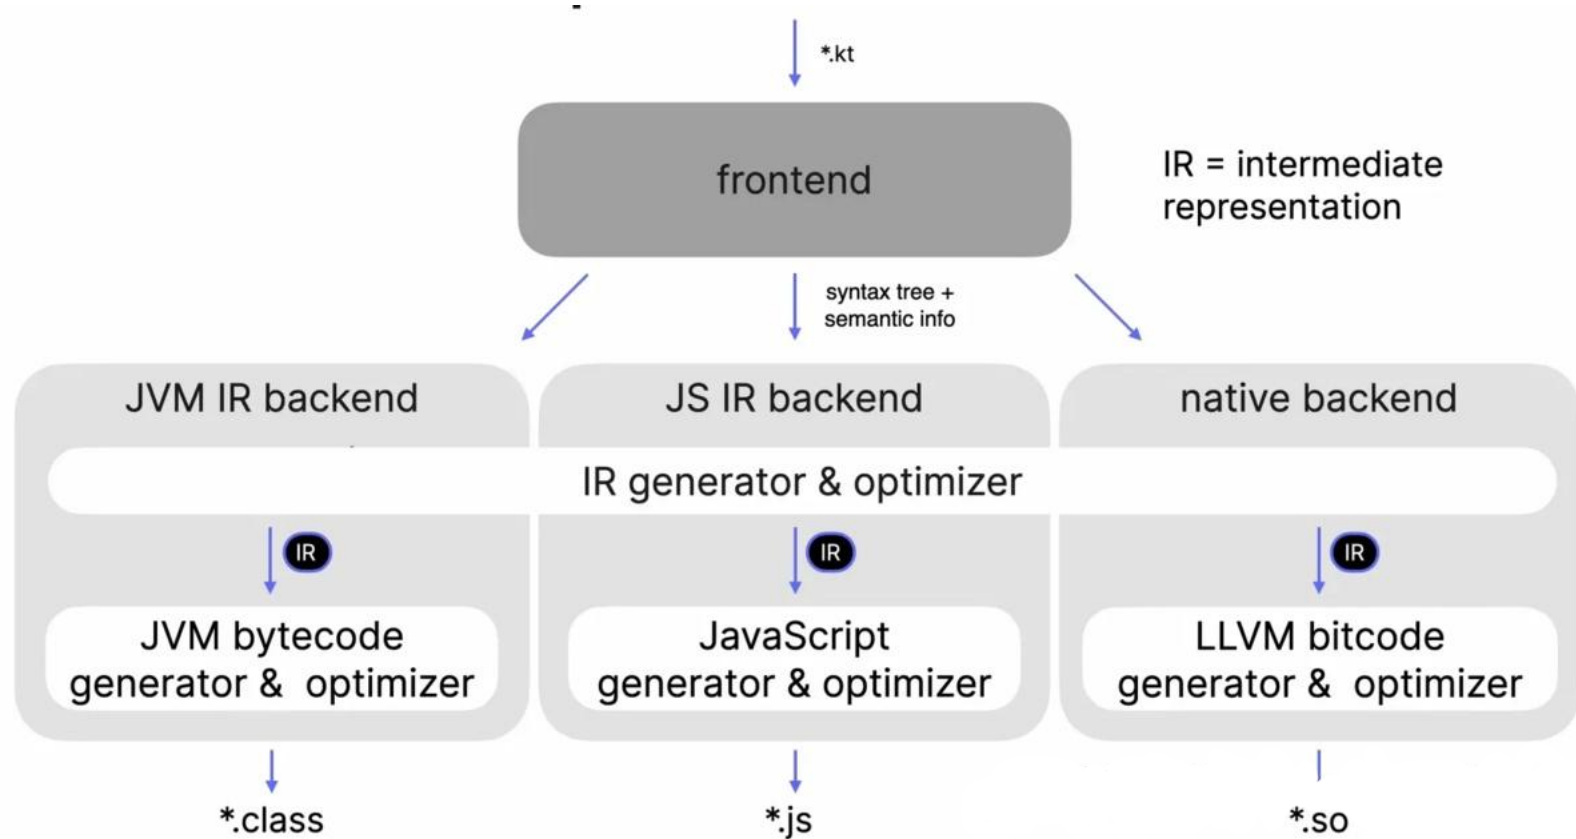 *.kt
frontend
IR = intermediate
representation
syntax tree +
semantic info
JVM IR backend
JS IR backend
native backend
IR generator & optimizer
IR
IR
IR
JVM bytecode
generator & optimizer
JavaScript
generator & optimizer
LLVM bitcode
generator & optimizer
*.class
*.js
*.so